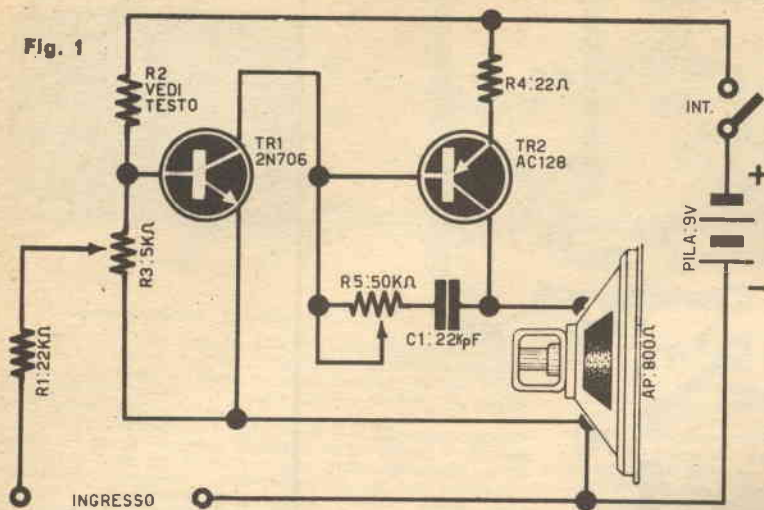 Fig. 1
R2
VEDI
TESTO
TR1
2N706
R4:22Ω
TR2
AC128
INT.
+
PILA:9V
−
R3:5KΩ
R1:22KΩ
R5:50KΩ
C1:22KpF
AP:800Ω
INGRESSO